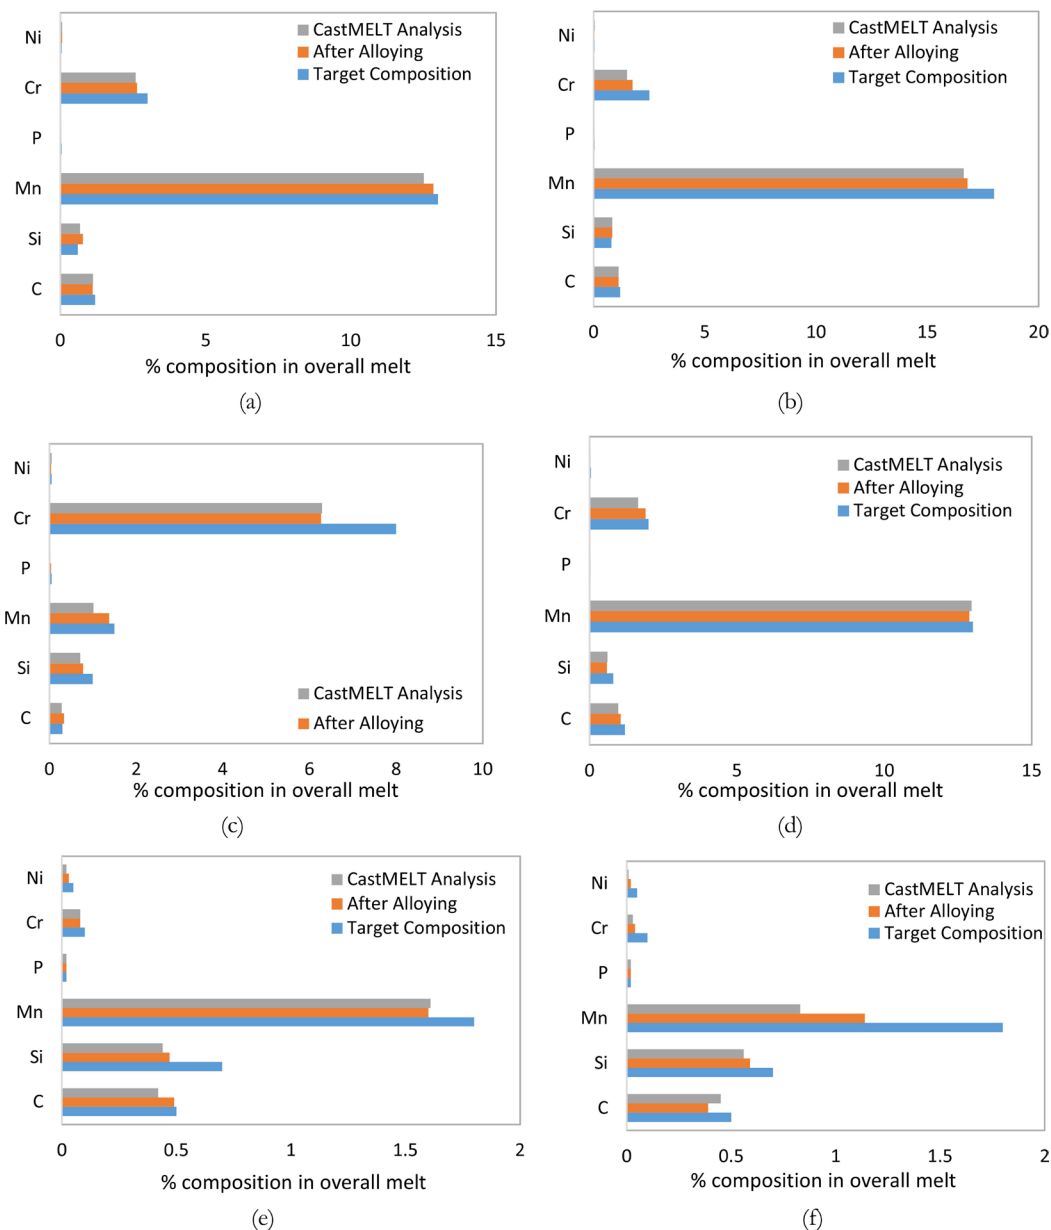 Ni
Cr
P
Mn
Si
C
CastMELT Analysis
After Alloying
Target Composition
0 5 10 15
% composition in overall melt
(a)
Ni
Cr
P
Mn
Si
C
CastMELT Analysis
After Alloying
Target Composition
0 5 10 15 20
% composition in overall melt
(b)
Ni
Cr
P
Mn
Si
C
CastMELT Analysis
After Alloying
0 2 4 6 8 10
% composition in overall melt
(c)
Ni
Cr
P
Mn
Si
C
CastMELT Analysis
After Alloying
Target Composition
0 5 10 15
% composition in overall melt
(d)
Ni
Cr
P
Mn
Si
C
CastMELT Analysis
After Alloying
Target Composition
0 0.5 1 1.5 2
% composition in overall melt
(e)
Ni
Cr
P
Mn
Si
C
CastMELT Analysis
After Alloying
Target Composition
0 0.5 1 1.5 2
% composition in overall melt
(f)